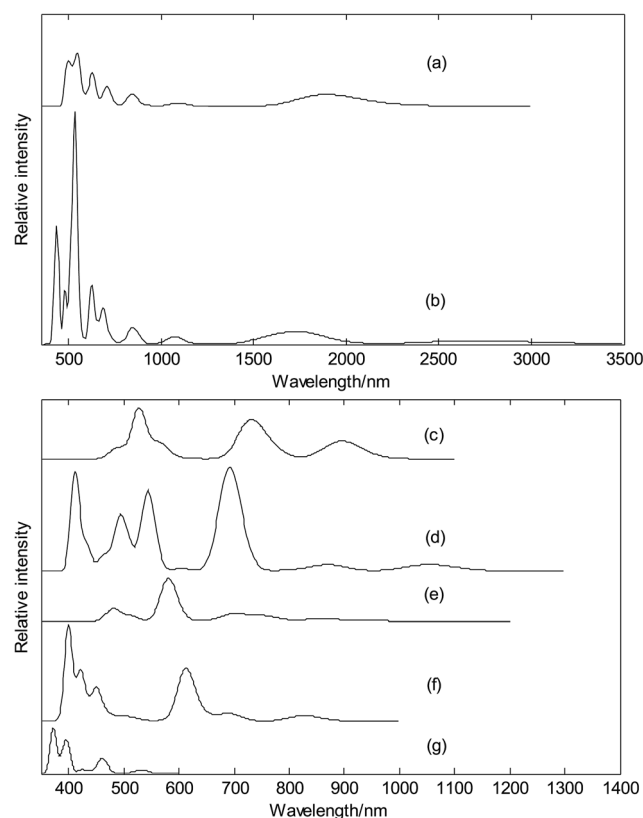 Relative intensity
(a)
(b)
500 1000 1500 2000 2500 3000 3500
Wavelength/nm
Relative intensity
(c)
(d)
(e)
(f)
(g)
400 500 600 700 800 900 1000 1100 1200 1300 1400
Wavelength/nm